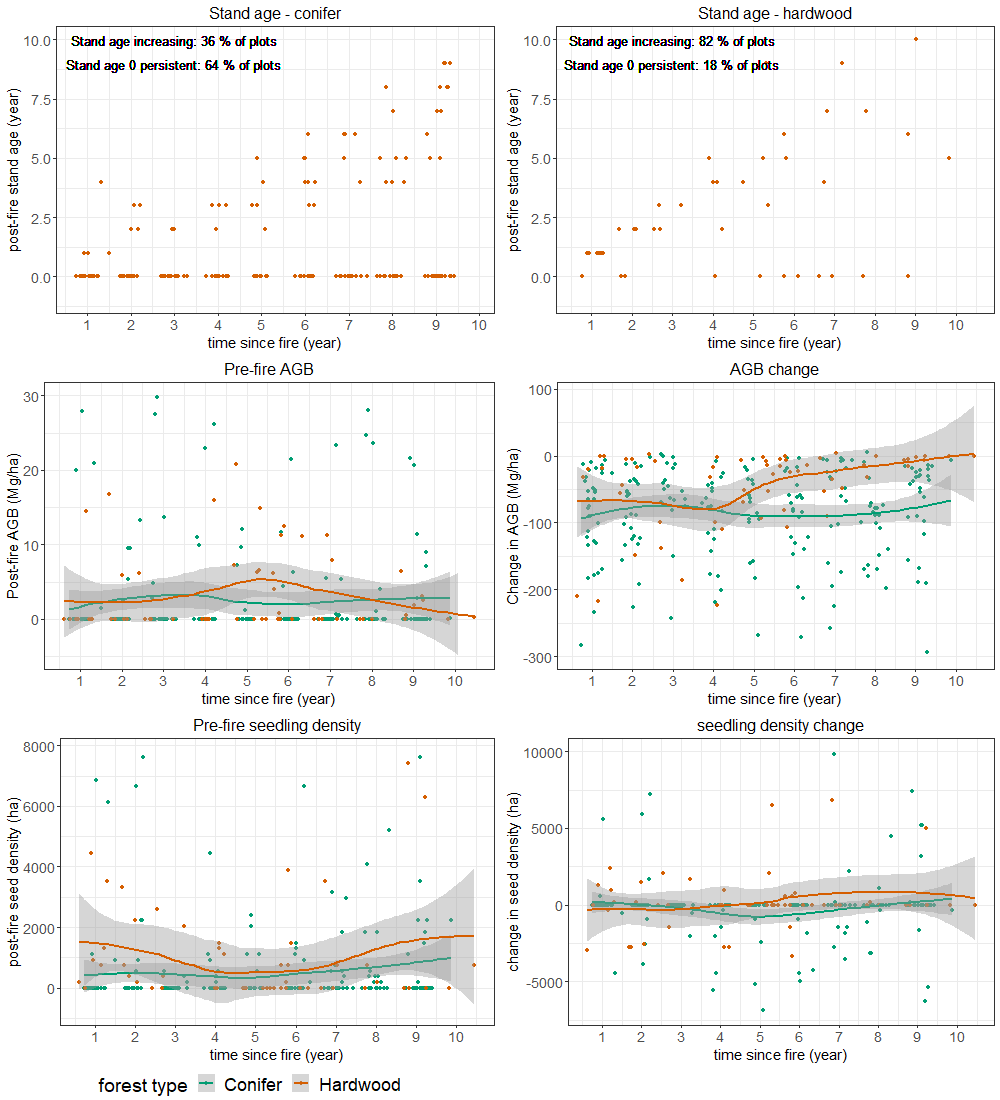 Stand age - conifer
Stand age increasing: 36 % of plots
Stand age 0 persistent: 64 % of plots
post-fire stand age (year)
10.0
7.5
5.0
2.5
0.0
1 2 3 4 5 6 7 8 9 10
time since fire (year)
Stand age - hardwood
Stand age increasing: 82 % of plots
Stand age 0 persistent: 18 % of plots
post-fire stand age (year)
10.0
7.5
5.0
2.5
0.0
1 2 3 4 5 6 7 8 9 10
time since fire (year)
Pre-fire AGB
Post-fire AGB (Mg/ha)
30
20
10
0
1 2 3 4 5 6 7 8 9 10
time since fire (year)
AGB change
Change in AGB (Mg/ha)
100
0
-100
-200
-300
1 2 3 4 5 6 7 8 9 10
time since fire (year)
Pre-fire seedling density
post-fire seed density (ha)
8000
6000
4000
2000
0
1 2 3 4 5 6 7 8 9 10
time since fire (year)
seedling density change
change in seed density (ha)
10000
5000
0
-5000
1 2 3 4 5 6 7 8 9 10
time since fire (year)
forest type Conifer Hardwood